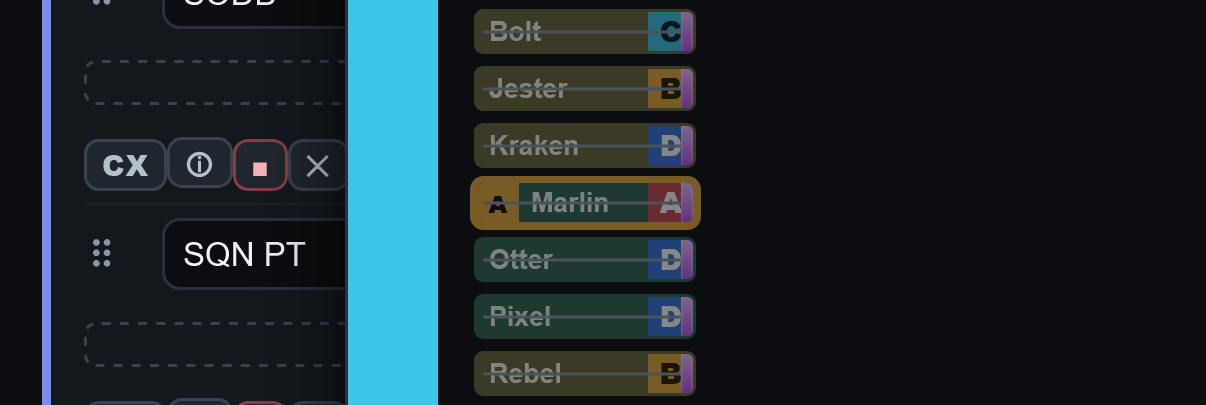 Bolt C
Jester B
Kraken D
CX
A Marlin A
SQN PT
Otter D
Pixel D
Rebel B